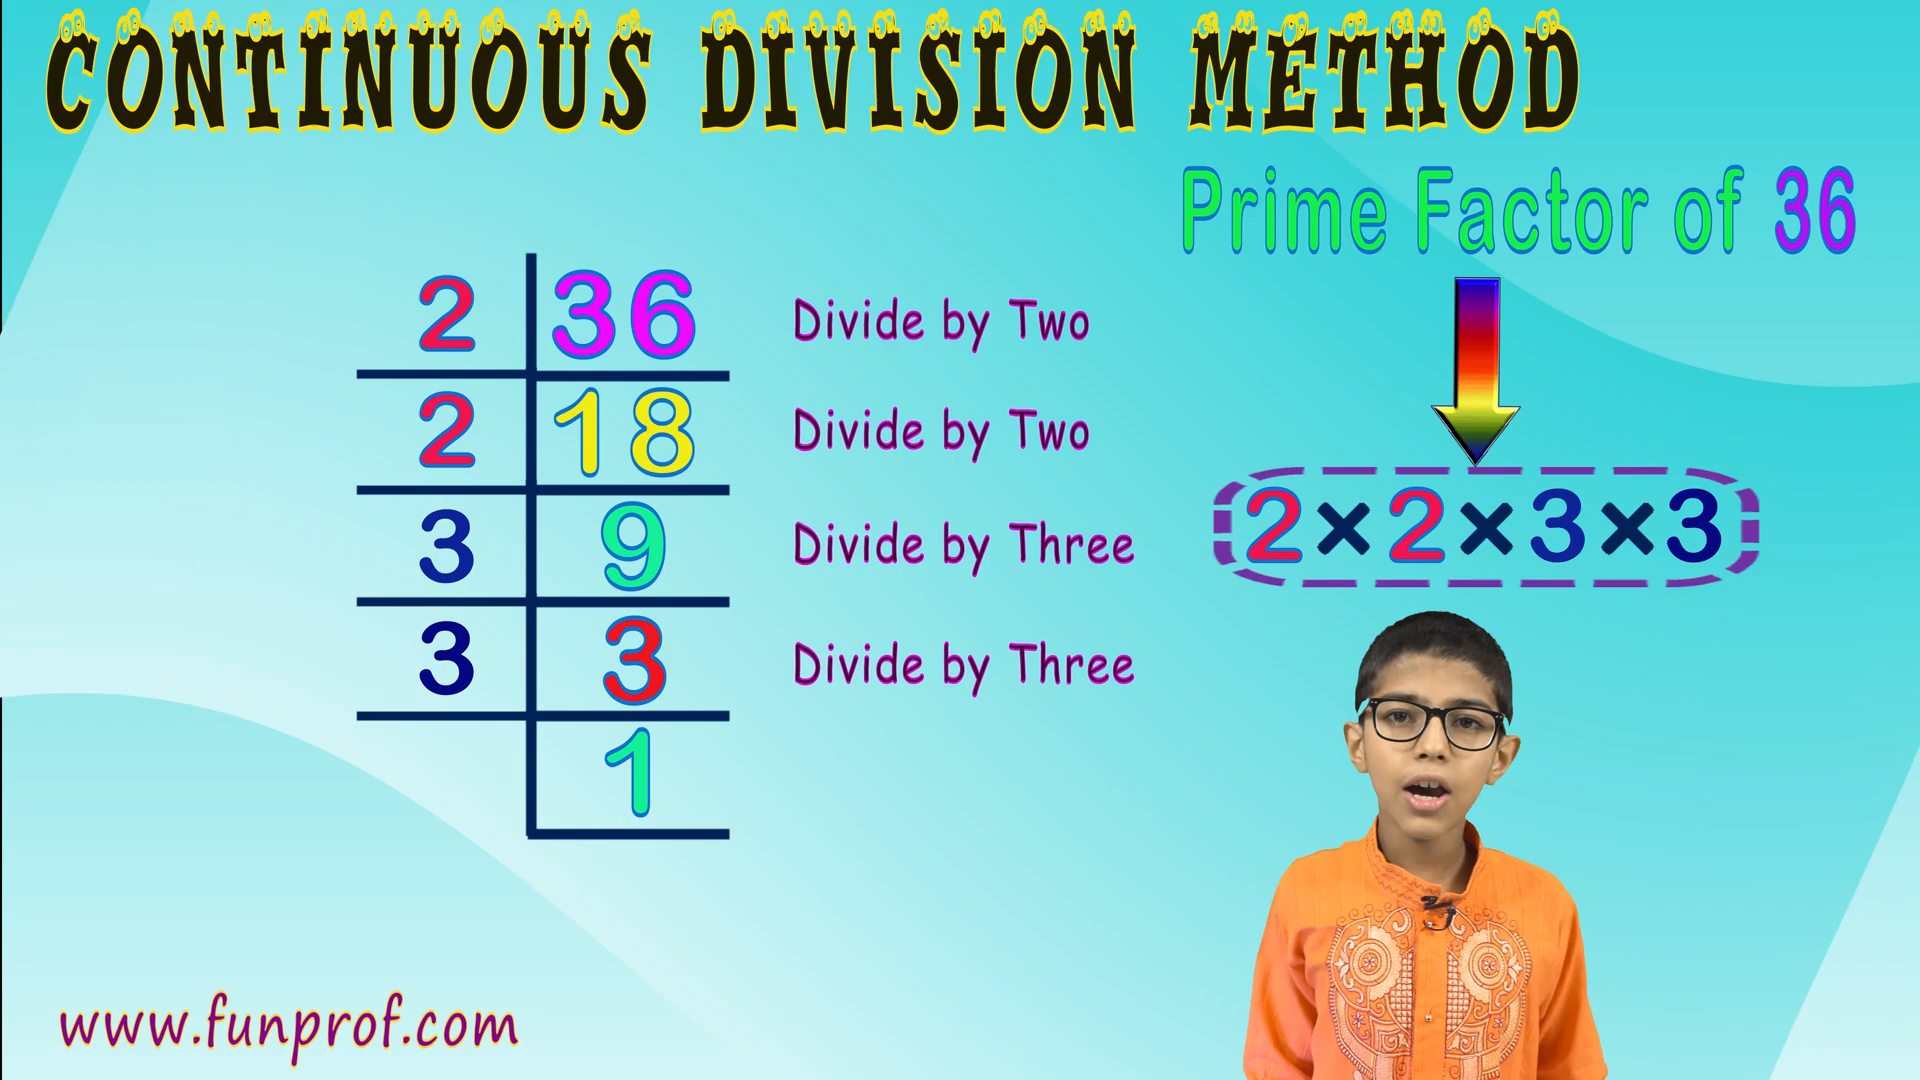 CONTINUOUS DIVISION METHOD
Prime Factor of 36
2 36 Divide by Two
2 18 Divide by Two
3 9 Divide by Three
2×2×3×3
3 3 Divide by Three
1
www.funprof.com